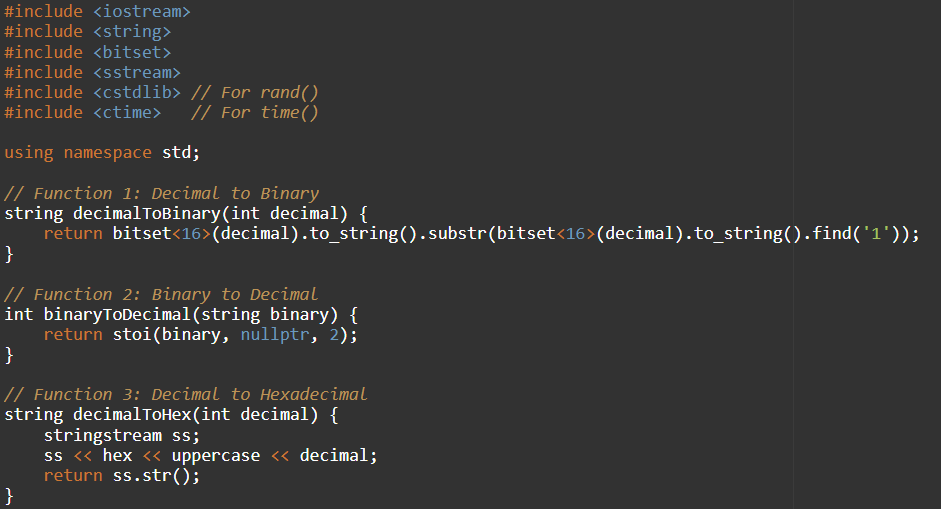 #include <iostream>
#include <string>
#include <bitset>
#include <sstream>
#include <cstdlib> // For rand()
#include <ctime>   // For time()

using namespace std;

// Function 1: Decimal to Binary
string decimalToBinary(int decimal) {
    return bitset<16>(decimal).to_string().substr(bitset<16>(decimal).to_string().find('1'));
}

// Function 2: Binary to Decimal
int binaryToDecimal(string binary) {
    return stoi(binary, nullptr, 2);
}

// Function 3: Decimal to Hexadecimal
string decimalToHex(int decimal) {
    stringstream ss;
    ss << hex << uppercase << decimal;
    return ss.str();
}